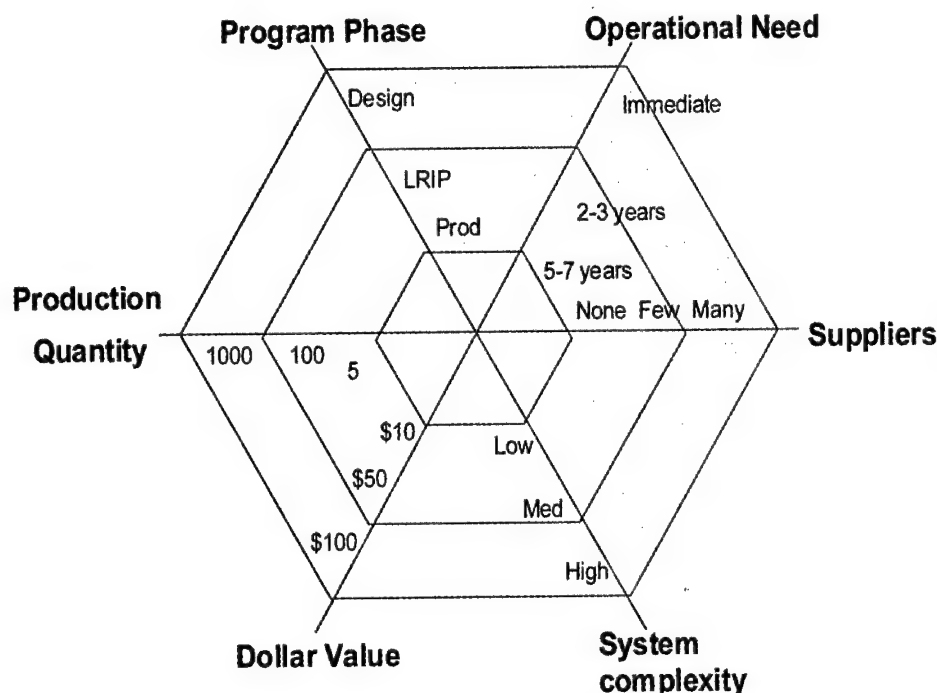 Program Phase
Operational Need
Design
Immediate
LRIP
2-3 years
Prod
5-7 years
Production
Quantity
None Few Many
Suppliers
1000
100
5
$10
Low
$50
Med
$100
High
Dollar Value
System
complexity